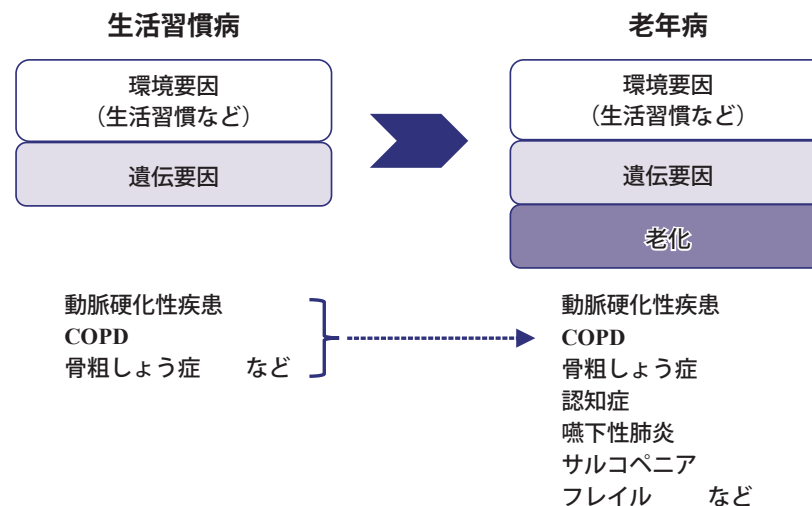 生活習慣病
環境要因
（生活習慣など）
遺伝要因
動脈硬化性疾患
COPD
骨粗しょう症　　など
老年病
環境要因
（生活習慣など）
遺伝要因
老化
動脈硬化性疾患
COPD
骨粗しょう症
認知症
嚥下性肺炎
サルコペニア
フレイル　　など